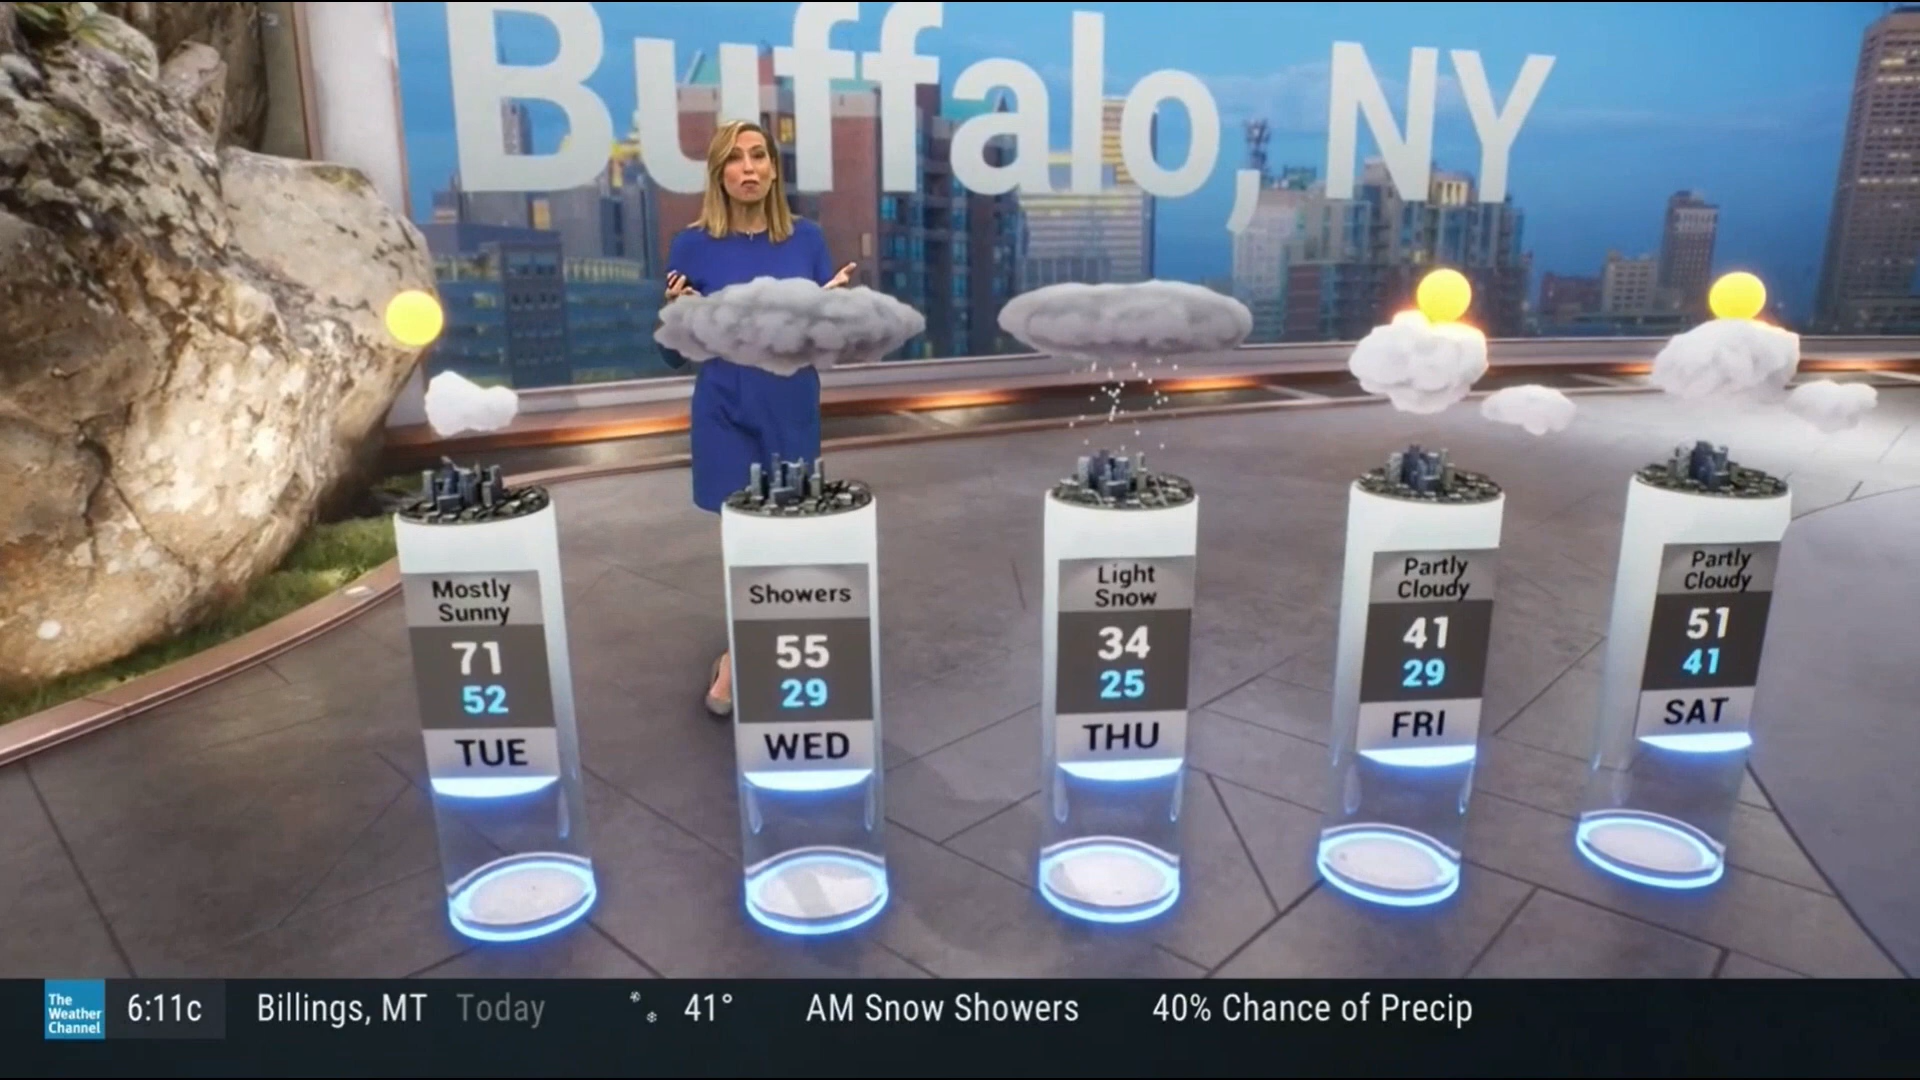 Buffalo, NY
Mostly
Sunny
71
52
TUE
Showers
55
29
WED
Light
Snow
34
25
THU
Partly
Cloudy
41
29
FRI
Partly
Cloudy
51
41
SAT
The
Weather
Channel
6:11c
Billings, MT Today 41° AM Snow Showers 40% Chance of Precip